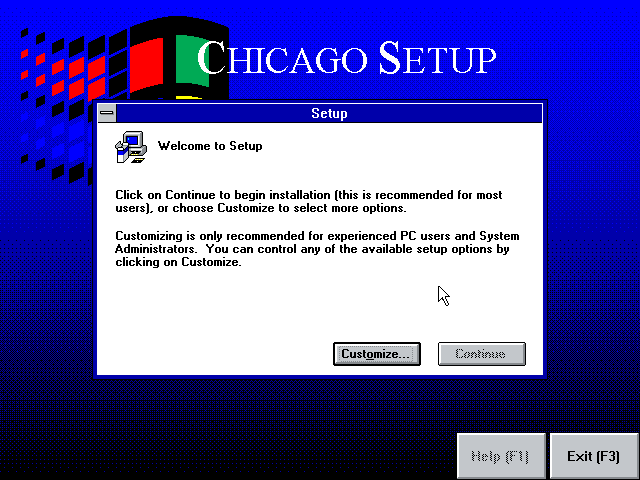 CHICAGO SETUP
Setup
Welcome to Setup
Click on Continue to begin installation (this is recommended for most
users), or choose Customize to select more options.
Customizing is only recommended for experienced PC users and System
Administrators.  You can control any of the available setup options by
clicking on Customize.
Customize...
Continue
Help (F1)
Exit (F3)